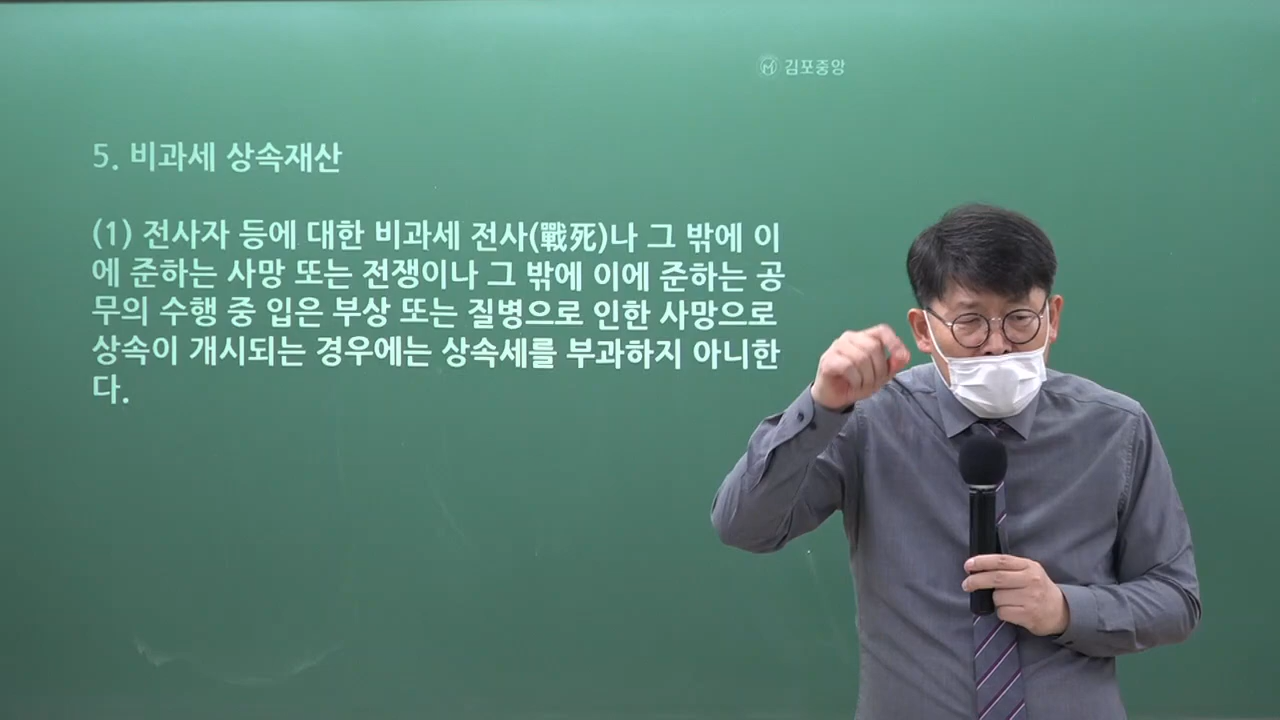 김포중앙
5. 비과세 상속재산
(1) 전사자 등에 대한 비과세 전사(戰死)나 그 밖에 이
에 준하는 사망 또는 전쟁이나 그 밖에 이에 준하는 공
무의 수행 중 입은 부상 또는 질병으로 인한 사망으로
상속이 개시되는 경우에는 상속세를 부과하지 아니한
다.